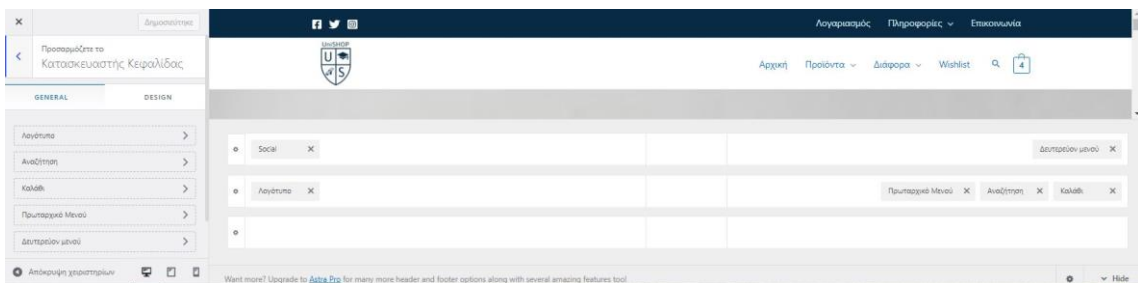 Δημοσιεύτηκε
Προσαρμόζετε το
Κατασκευαστής Κεφαλίδας
GENERAL DESIGN
Λογότυπο
Αναζήτηση
Καλάθι
Πρωταρχικό Μενού
Δευτερεύον μενού
Απόκρυψη χειριστηρίων
Λογαριασμός Πληροφορίες Επικοινωνία
UniSHOP
U
S
Αρχική Προϊόντα Διάφορα Wishlist 4
Social Δευτερεύον μενού
Λογότυπο Πρωταρχικό Μενού Αναζήτηση Καλάθι
Want more? Upgrade to Astra Pro for many more header and footer options along with several amazing features too! Hide